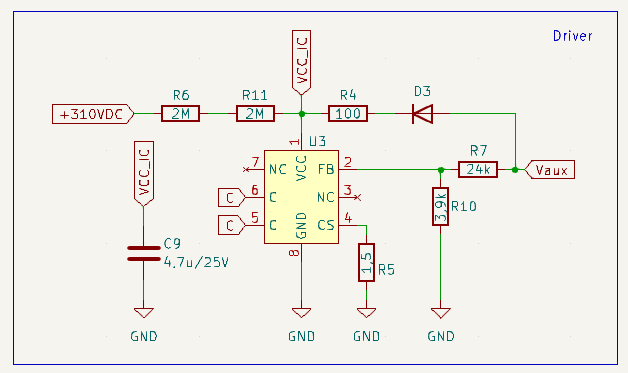 Driver
VCC_IC
+310VDC
R6
2M
R11
2M
R4
100
D3
VCC_IC
U3
1
VCC
7
NC
FB
2
R7
24k
Vaux
C
6
C
NC
3
3.9k
R10
C
5
C
GND
CS
4
8
C9
4.7u/25V
1.5
R5
GND
GND
GND
GND